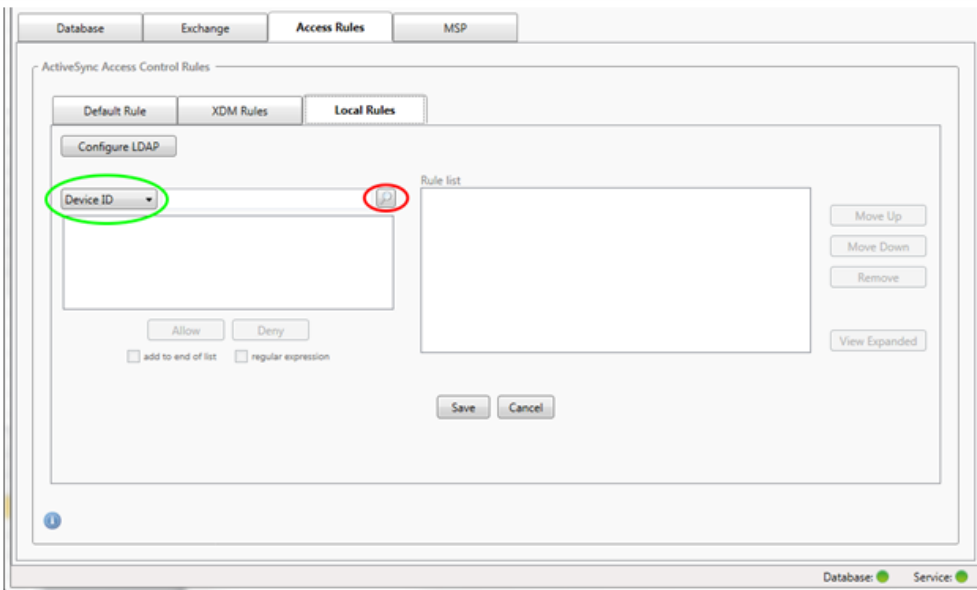 Database Exchange Access Rules MSP
ActiveSync Access Control Rules
Default Rule XDM Rules Local Rules
Configure LDAP
Rule list
Device ID
Move Up
Move Down
Remove
Allow Deny
View Expanded
add to end of list regular expression
Save Cancel
Database: Service: